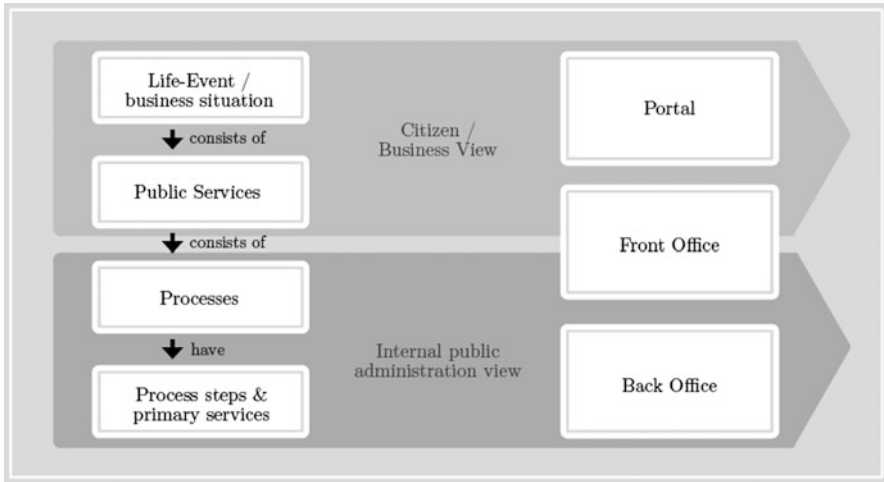 Life-Event /
business situation
consists of
Public Services
consists of
Processes
have
Process steps &
primary services
Citizen /
Business View
Internal public
administration view
Portal
Front Office
Back Office